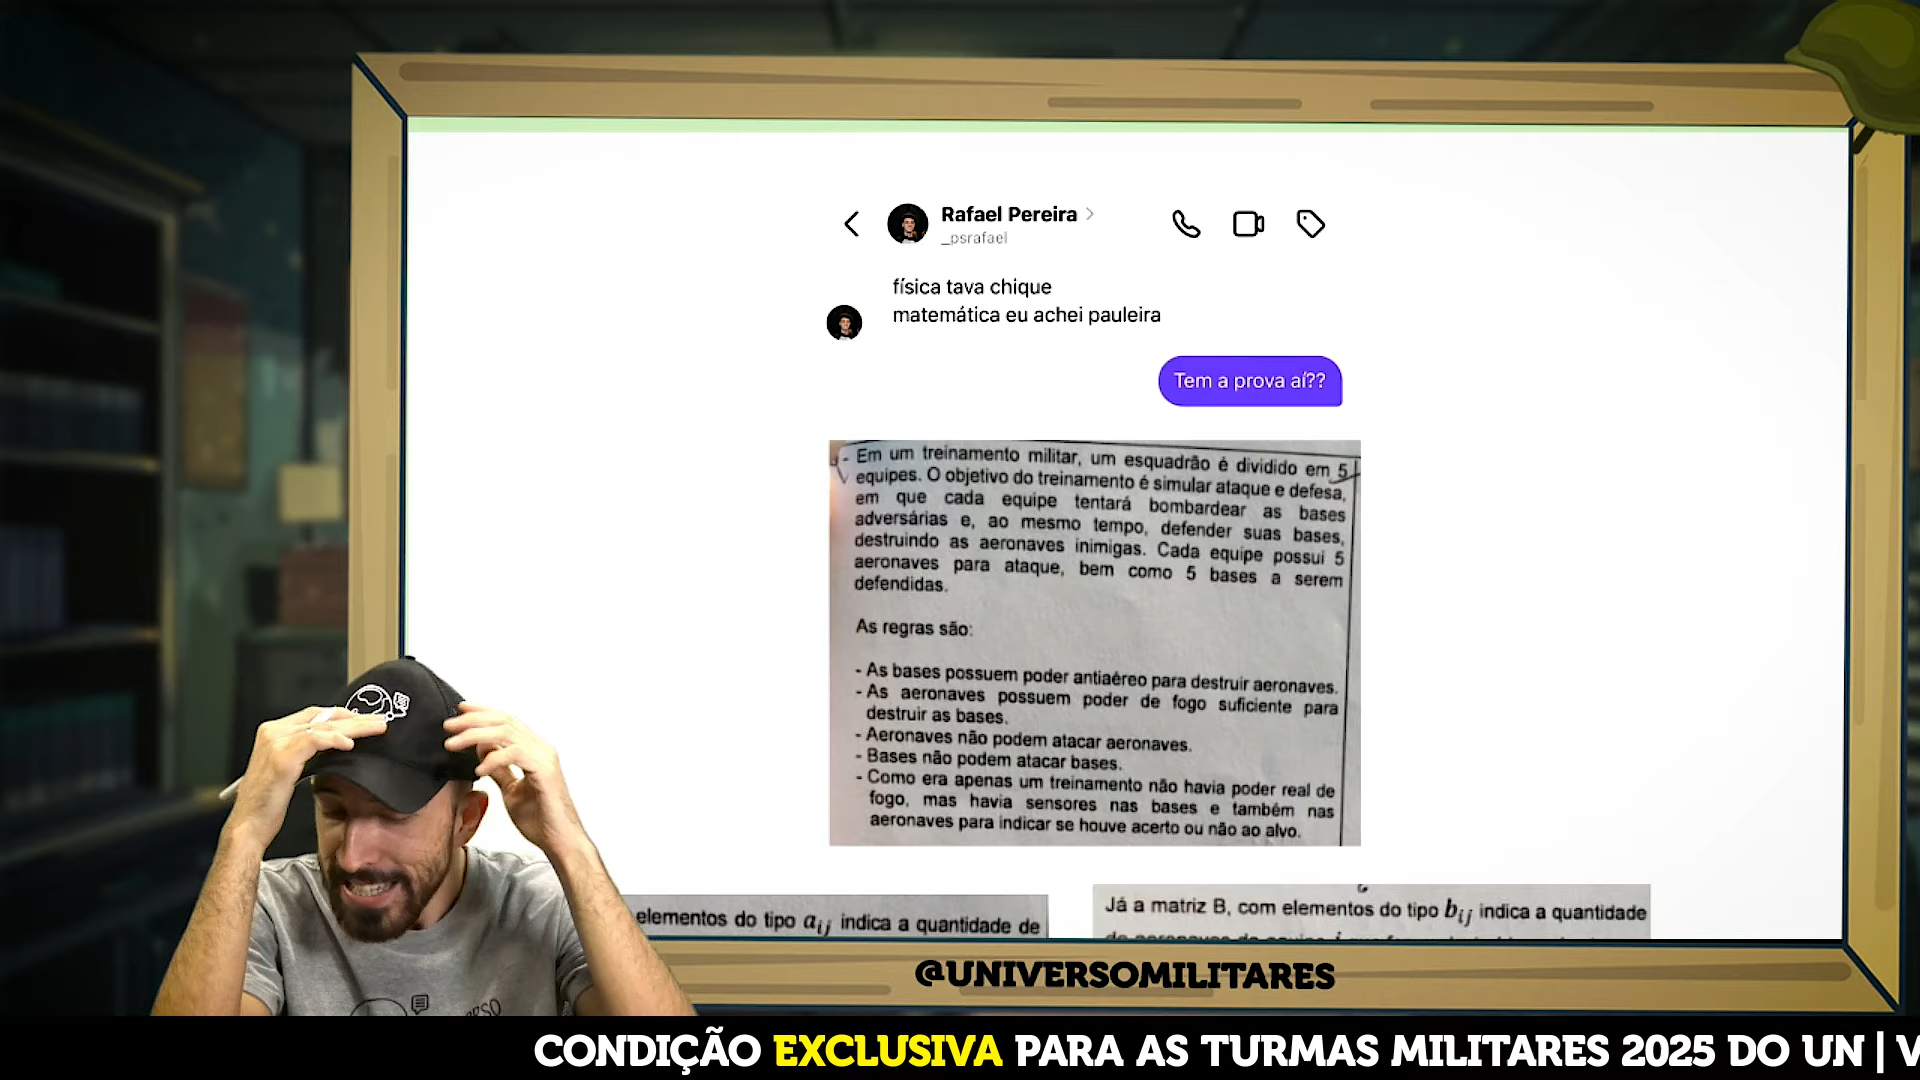 Rafael Pereira
_psrafael
física tava chique
matemática eu achei pauleira
Tem a prova aí??
- Em um treinamento militar, um esquadrão é dividido em 5
equipes. O objetivo do treinamento é simular ataque e defesa,
em que cada equipe tentará bombardear as bases
adversárias e, ao mesmo tempo, defender suas bases,
destruindo as aeronaves inimigas. Cada equipe possui 5
aeronaves para ataque, bem como 5 bases a serem
defendidas.
As regras são:
- As bases possuem poder antiaéreo para destruir aeronaves.
- As aeronaves possuem poder de fogo suficiente para
destruir as bases.
- Aeronaves não podem atacar aeronaves.
- Bases não podem atacar bases.
- Como era apenas um treinamento não havia poder real de
fogo, mas havia sensores nas bases e também nas
aeronaves para indicar se houve acerto ou não ao alvo.
elementos do tipo aij indica a quantidade de
Já a matriz B, com elementos do tipo bij indica a quantidade
@UNIVERSOMILITARES
CONDIÇÃO EXCLUSIVA PARA AS TURMAS MILITARES 2025 DO UN | V